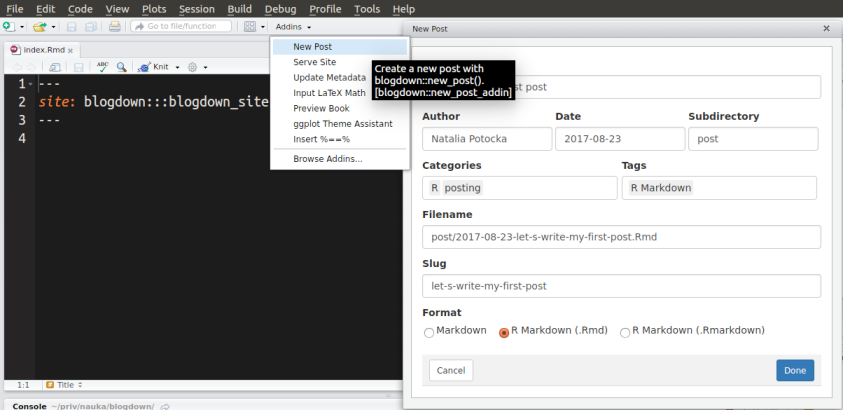 File Edit Code View Plots Session Build Debug Profile Tools Help
Go to file/function
Addins
index.Rmd
ABC
Knit
1 ---
2 site: blogdown:::blogdown_site
3 ---
4
1:1
# Title
Console ~/priv/nauka/blogdown/
New Post
Serve Site
Update Metadata
Input LaTeX Math
Preview Book
ggplot Theme Assistant
Insert %==%
Browse Addins...
Create a new post with
blogdown::new_post().
[blogdown::new_post_addin]
New Post
post
Author Date Subdirectory
Natalia Potocka 2017-08-23 post
Categories Tags
R posting R Markdown
Filename
post/2017-08-23-let-s-write-my-first-post.Rmd
Slug
let-s-write-my-first-post
Format
Markdown R Markdown (.Rmd) R Markdown (.Rmarkdown)
Cancel Done